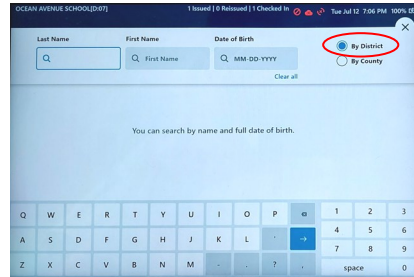 OCEAN AVENUE SCHOOL[D:07] 1 Issued | 0 Reissued | 1 Checked In Tue Jul 12 7:06 PM 100%
Last Name First Name Date of Birth
By District
First Name MM-DD-YYYY
By County
Clear all
You can search by name and full date of birth.
Q W E R T Y U I O P 1 2 3
A S D F G H J K L ' 4 5 6
7 8 9
Z X C V B N M - . ? , space 0